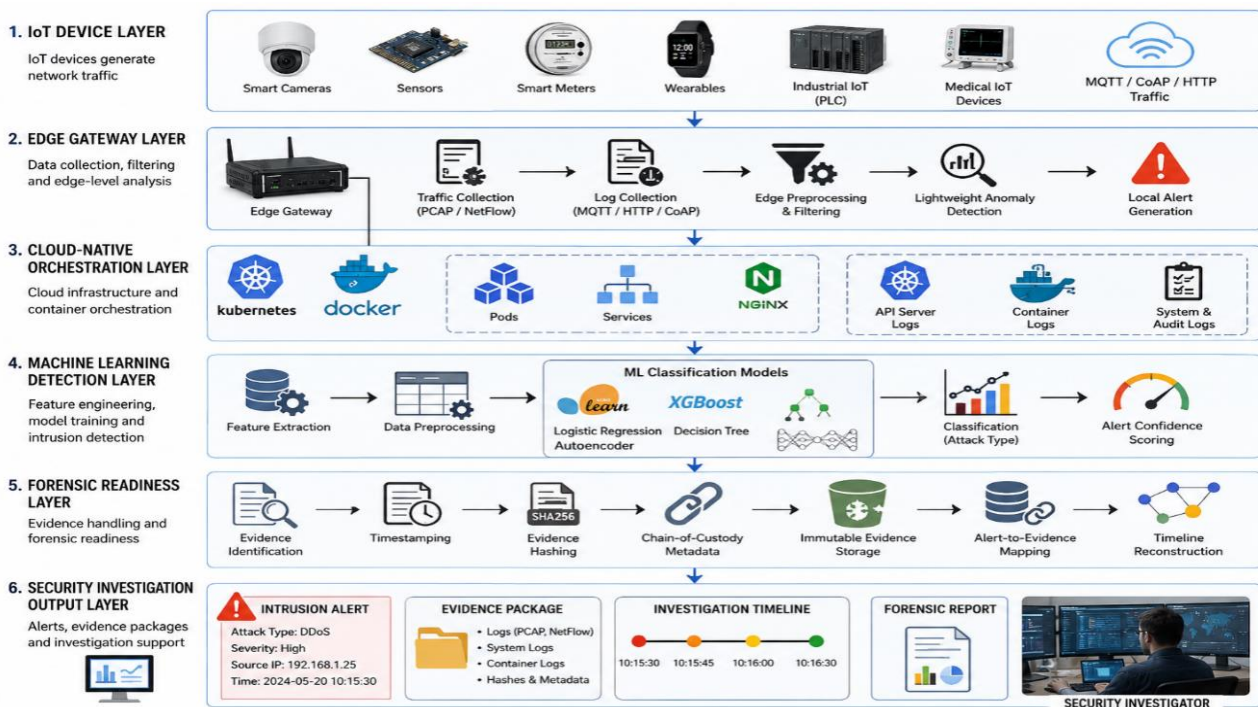 1. IoT DEVICE LAYER
IoT devices generate
network traffic
Smart Cameras
Sensors
Smart Meters
Wearables
Industrial IoT
(PLC)
Medical IoT
Devices
MQTT / CoAP / HTTP
Traffic
2. EDGE GATEWAY LAYER
Data collection, filtering
and edge-level analysis
Edge Gateway
Traffic Collection
(PCAP / NetFlow)
Log Collection
(MQTT / HTTP / CoAP)
Edge Preprocessing
& Filtering
Lightweight Anomaly
Detection
Local Alert
Generation
3. CLOUD-NATIVE
ORCHESTRATION LAYER
Cloud infrastructure and
container orchestration
kubernetes
docker
Pods
Services
NGINX
API Server
Logs
Container
Logs
System &
Audit Logs
4. MACHINE LEARNING
DETECTION LAYER
Feature engineering,
model training and
intrusion detection
Feature Extraction
Data Preprocessing
ML Classification Models
learn
XGBoost
Logistic Regression
Decision Tree
Autoencoder
Classification
(Attack Type)
Alert Confidence
Scoring
5. FORENSIC READINESS
LAYER
Evidence handling and
forensic readiness
Evidence
Identification
Timestamping
SHA256
Evidence
Hashing
Chain-of-Custody
Metadata
Immutable Evidence
Storage
Alert-to-Evidence
Mapping
Timeline
Reconstruction
6. SECURITY INVESTIGATION
OUTPUT LAYER
Alerts, evidence packages
and investigation support
INTRUSION ALERT
Attack Type: DDoS
Severity: High
Source IP: 192.168.1.25
Time: 2024-05-20 10:15:30
EVIDENCE PACKAGE
• Logs (PCAP, NetFlow)
• System Logs
• Container Logs
• Hashes & Metadata
INVESTIGATION TIMELINE
10:15:30
10:15:45
10:16:00
10:16:30
FORENSIC REPORT
SECURITY INVESTIGATOR